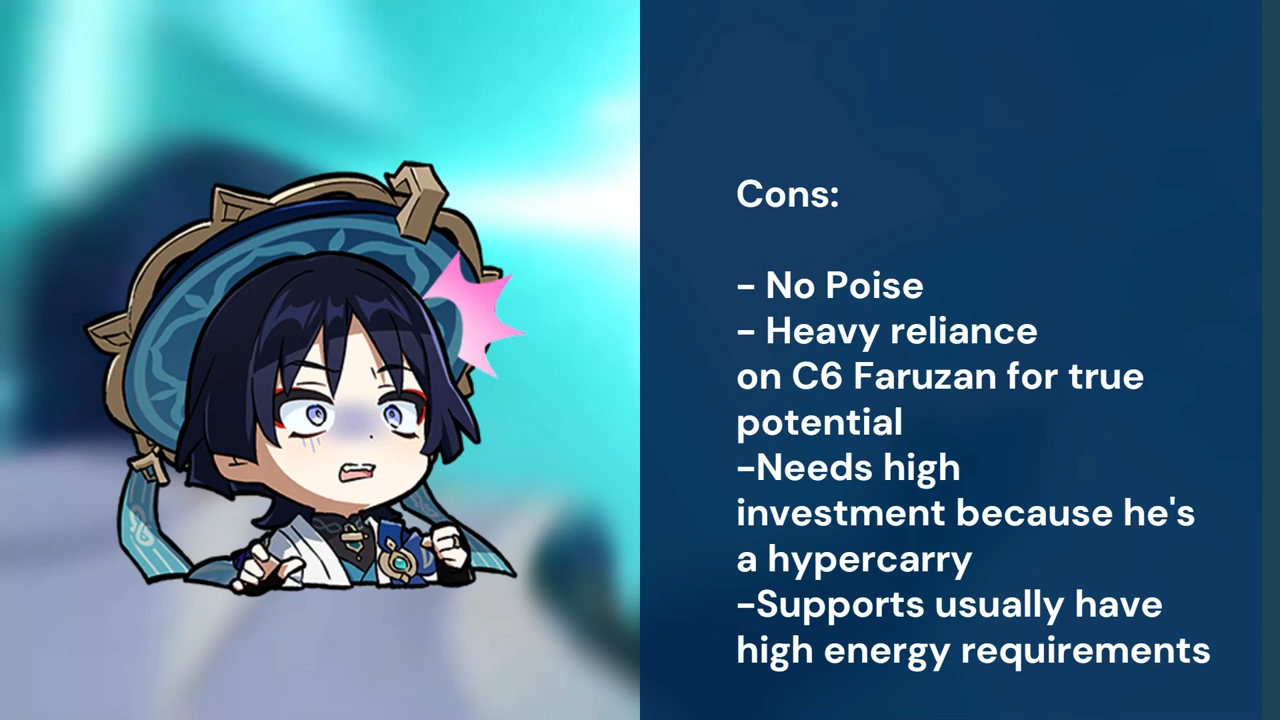 Cons:
- No Poise
- Heavy reliance
on C6 Faruzan for true
potential
-Needs high
investment because he's
a hypercarry
-Supports usually have
high energy requirements